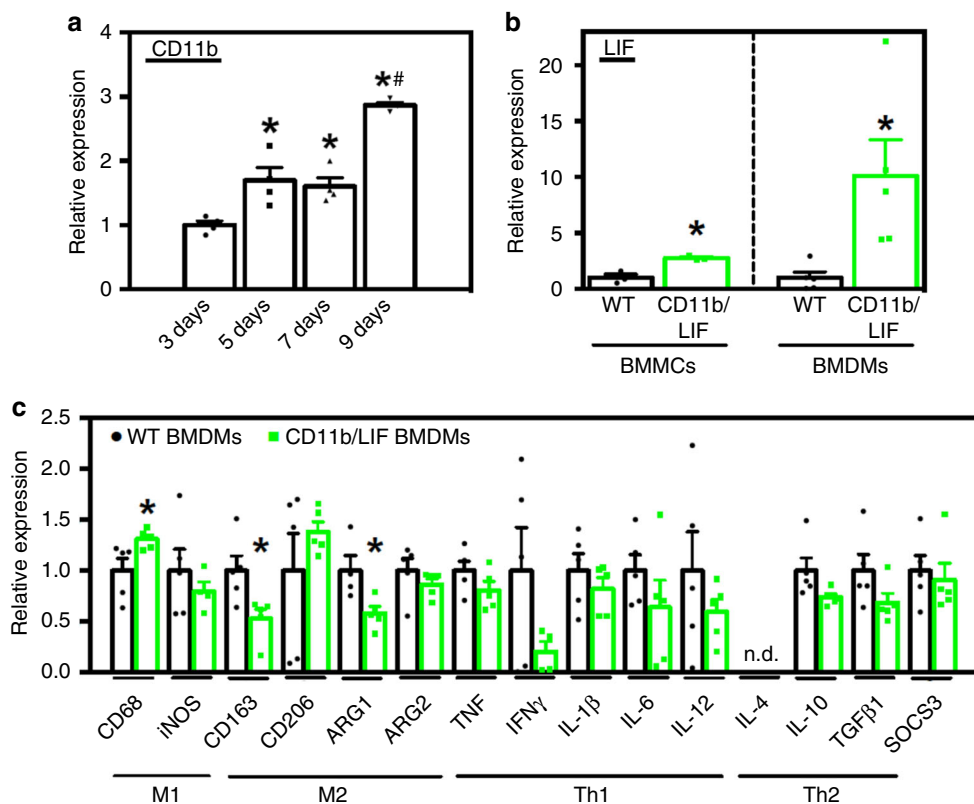 a
CD11b
Relative expression
4
3
2
1
0
* * *#
3 days 5 days 7 days 9 days
b
LIF
Relative expression
20
15
10
5
0
* *
WT CD11b/LIF WT CD11b/LIF
BMMCs BMDMs
c
Relative expression
2.5
2.0
1.5
1.0
0.5
0.0
WT BMDMs CD11b/LIF BMDMs
* * *
n.d.
CD68 iNOS CD163 CD206 ARG1 ARG2 TNF IFNγ IL-1β IL-6 IL-12 IL-4 IL-10 TGFβ1 SOCS3
M1 M2 Th1 Th2